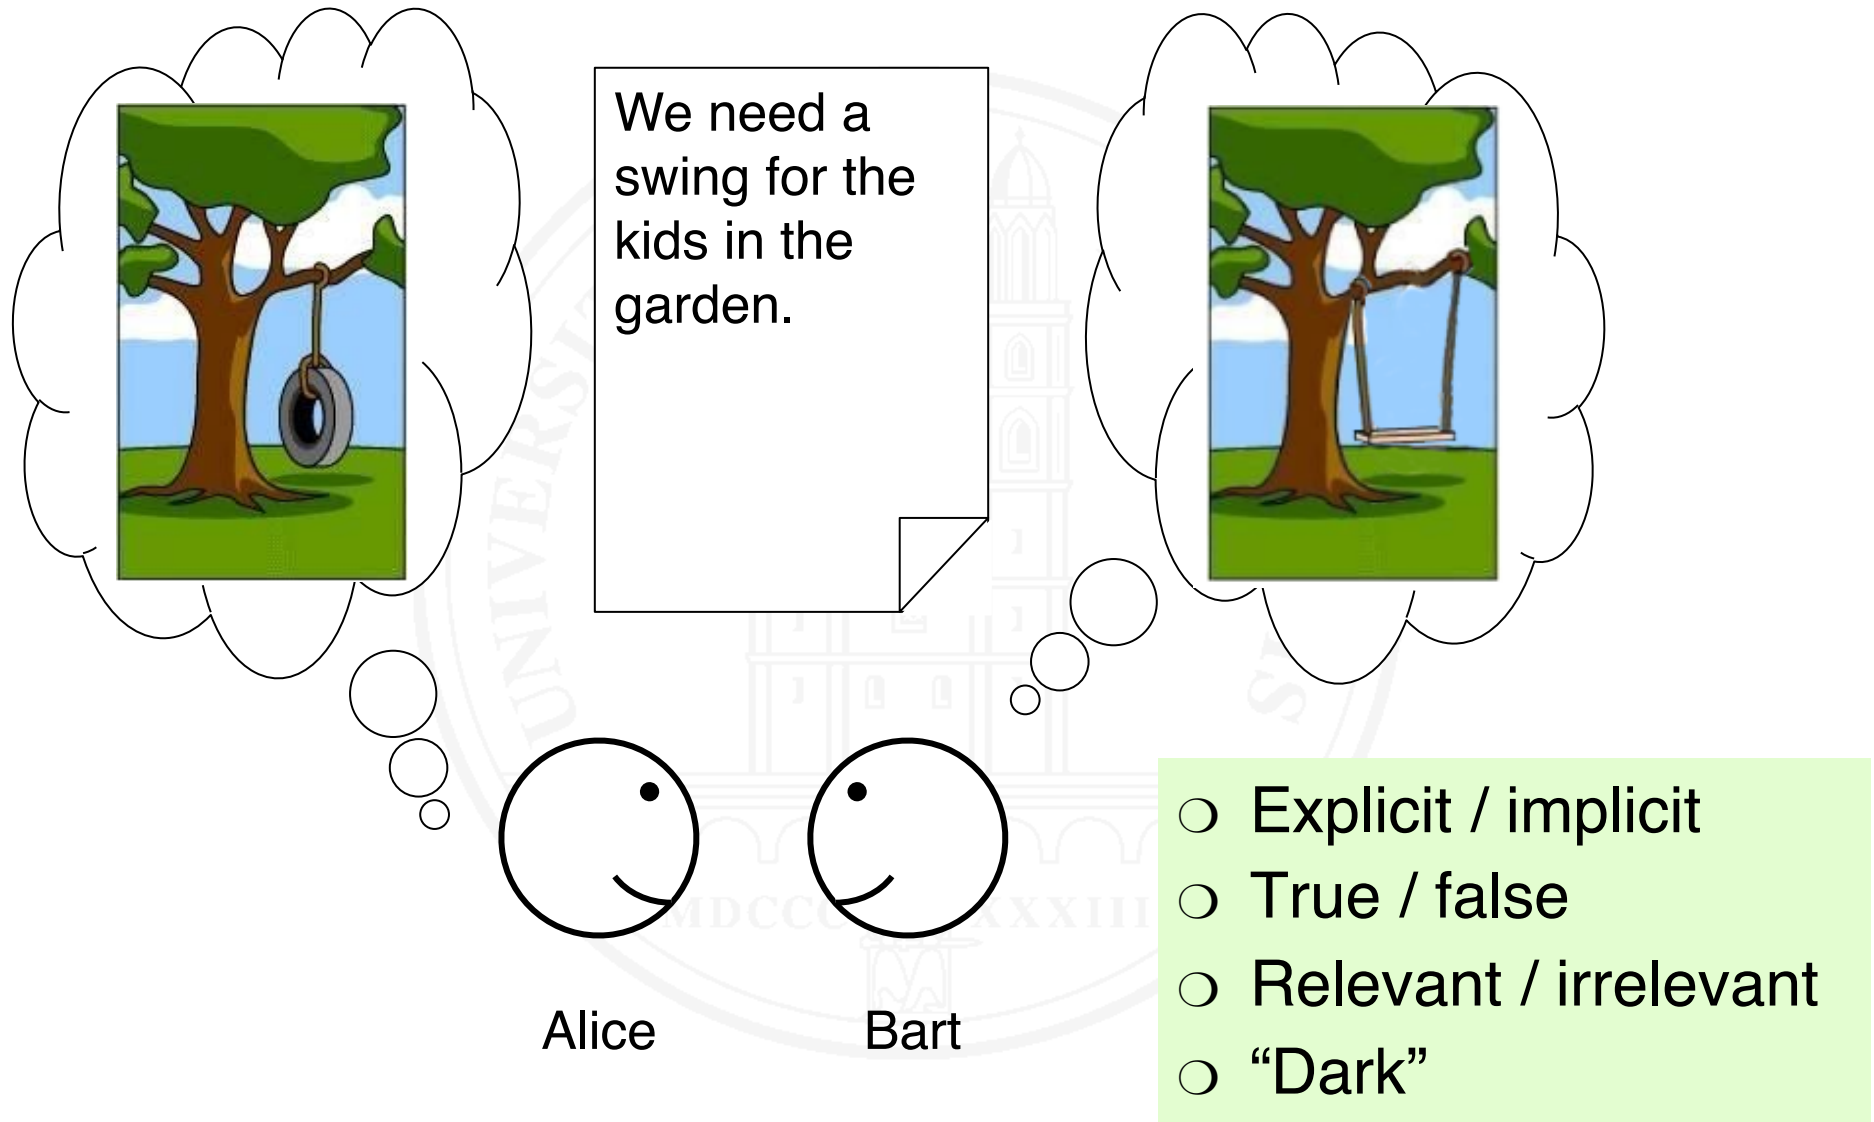 We need a
swing for the
kids in the
garden.
Alice
Bart
❍ Explicit / implicit
❍ True / false
❍ Relevant / irrelevant
❍ “Dark”